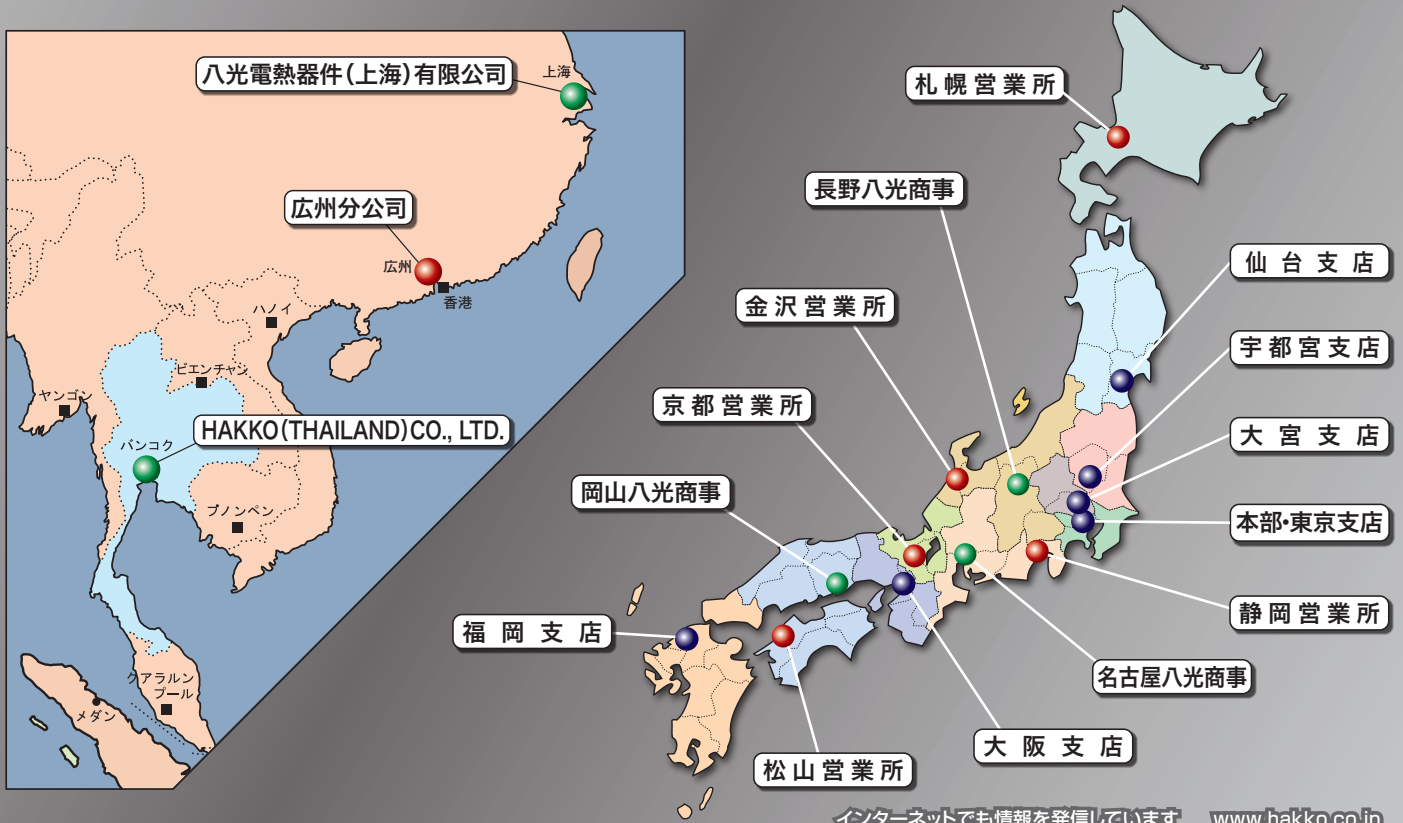 八光電熱器件(上海)有限公司
上海
広州分公司
広州
香港
ハノイ
ビエンチャン
ヤンゴン
HAKKO(THAILAND)CO., LTD.
バンコク
プノンペン
クアラルン
プール
メダン
札幌営業所
長野八光商事
仙台支店
金沢営業所
宇都宮支店
京都営業所
大宮支店
岡山八光商事
本部・東京支店
静岡営業所
福岡支店
名古屋八光商事
大阪支店
松山営業所
インターネットでも情報を発信しています www.hakko.co.jp